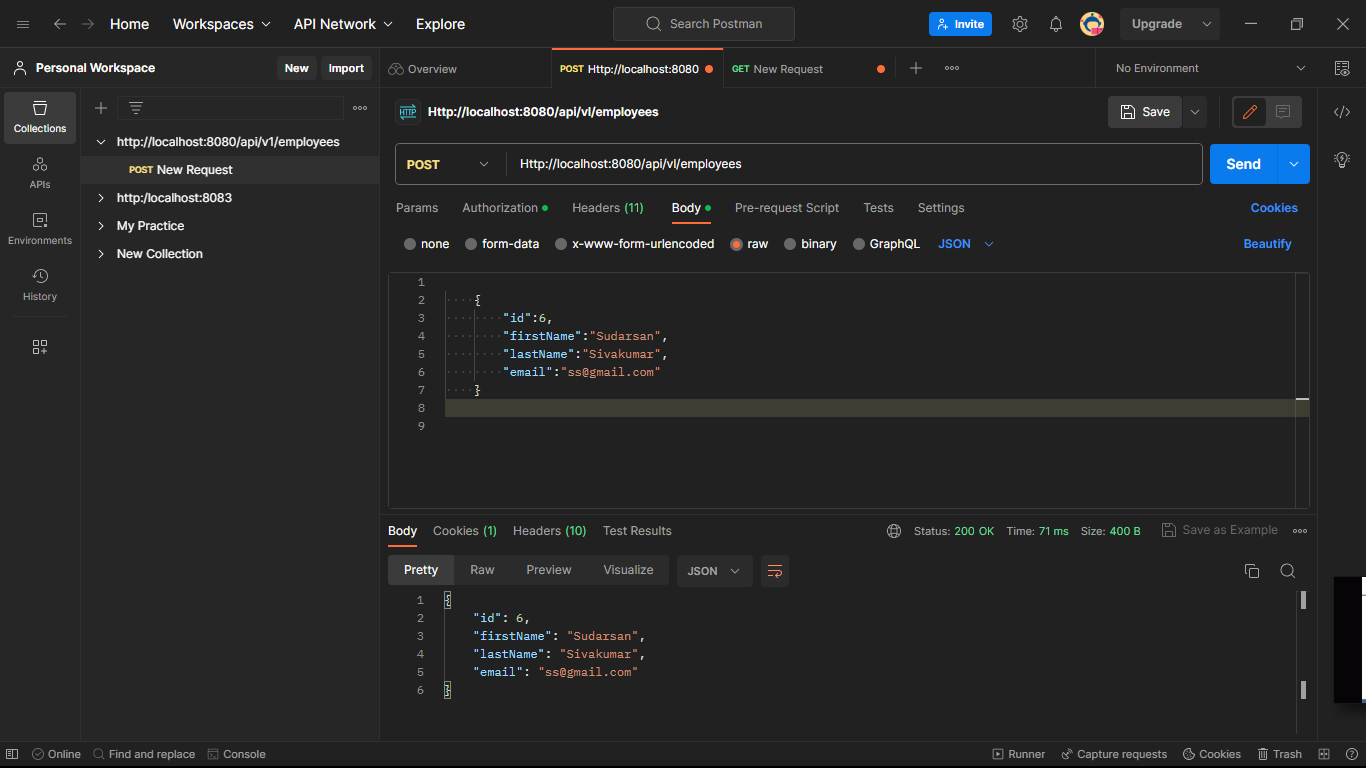 Home Workspaces API Network Explore Search Postman Invite Upgrade
Personal Workspace New Import Overview POST Http://localhost:8080 GET New Request No Environment
Http://localhost:8080/api/vl/employees Save
Collections
http://localhost:8080/api/v1/employees
POST New Request
http:/localhost:8083
My Practice
New Collection
APIs
Environments
History
POST Http://localhost:8080/api/vl/employees Send
Params Authorization Headers (11) Body Pre-request Script Tests Settings Cookies
none form-data x-www-form-urlencoded raw binary GraphQL JSON Beautify
1
2 {
3 "id":6,
4 "firstName":"Sudarsan",
5 "lastName":"Sivakumar",
6 "email":"ss@gmail.com"
7 }
8
9
Body Cookies (1) Headers (10) Test Results Status: 200 OK Time: 71 ms Size: 400 B Save as Example
Pretty Raw Preview Visualize JSON
1 {
2 "id": 6,
3 "firstName": "Sudarsan",
4 "lastName": "Sivakumar",
5 "email": "ss@gmail.com"
6 }
Online Find and replace Console Runner Capture requests Cookies Trash